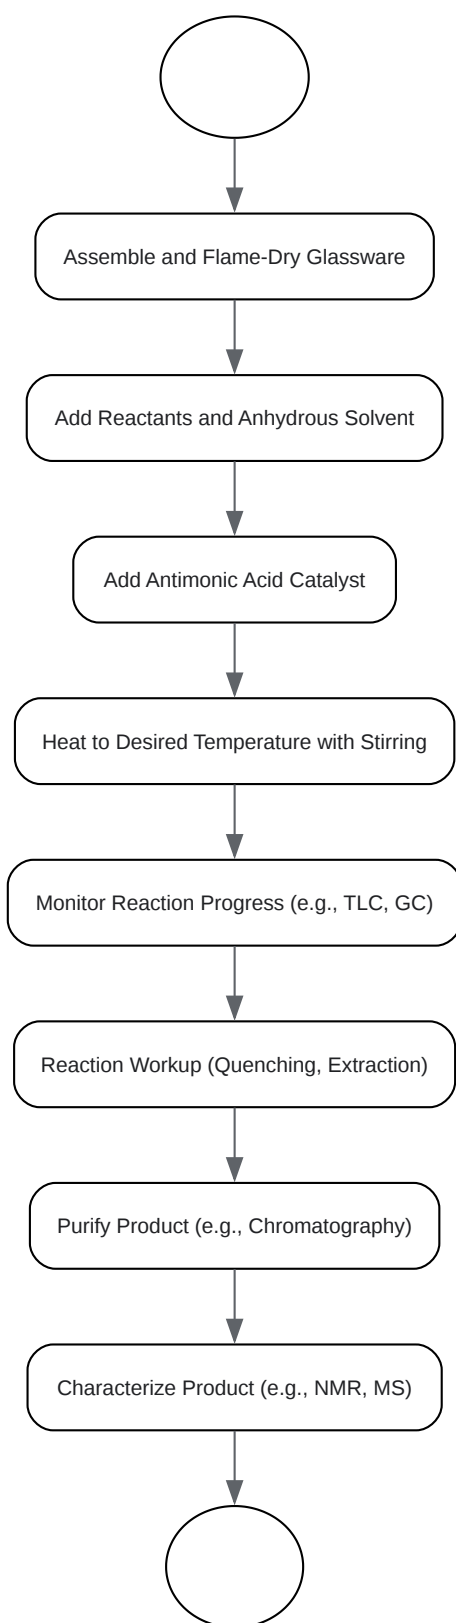 Assemble and Flame-Dry Glassware
Add Reactants and Anhydrous Solvent
Add Antimonic Acid Catalyst
Heat to Desired Temperature with Stirring
Monitor Reaction Progress (e.g., TLC, GC)
Reaction Workup (Quenching, Extraction)
Purify Product (e.g., Chromatography)
Characterize Product (e.g., NMR, MS)